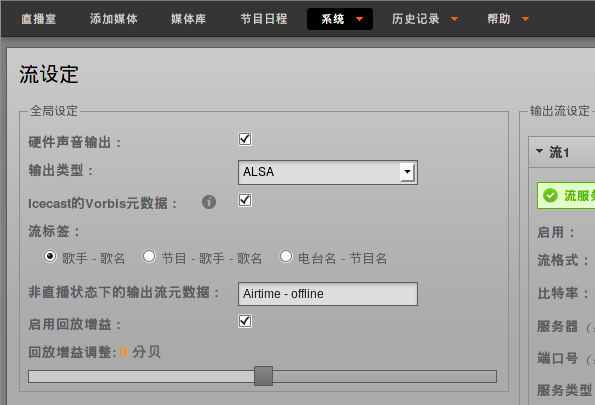 直播室 添加媒体 媒体库 节目日程 系统 历史记录 帮助
流设定
全局设定
硬件声音输出：
输出类型： ALSA
Icecast的Vorbis元数据： i
流标签：
歌手 - 歌名 节目 - 歌手 - 歌名 电台名 - 节目名
非直播状态下的输出流元数据： Airtime - offline
启用回放增益：
回放增益调整: 0 分贝
输出流设定
流1
流服务
启用：
流格式：
比特率：
服务器
端口号
服务类型